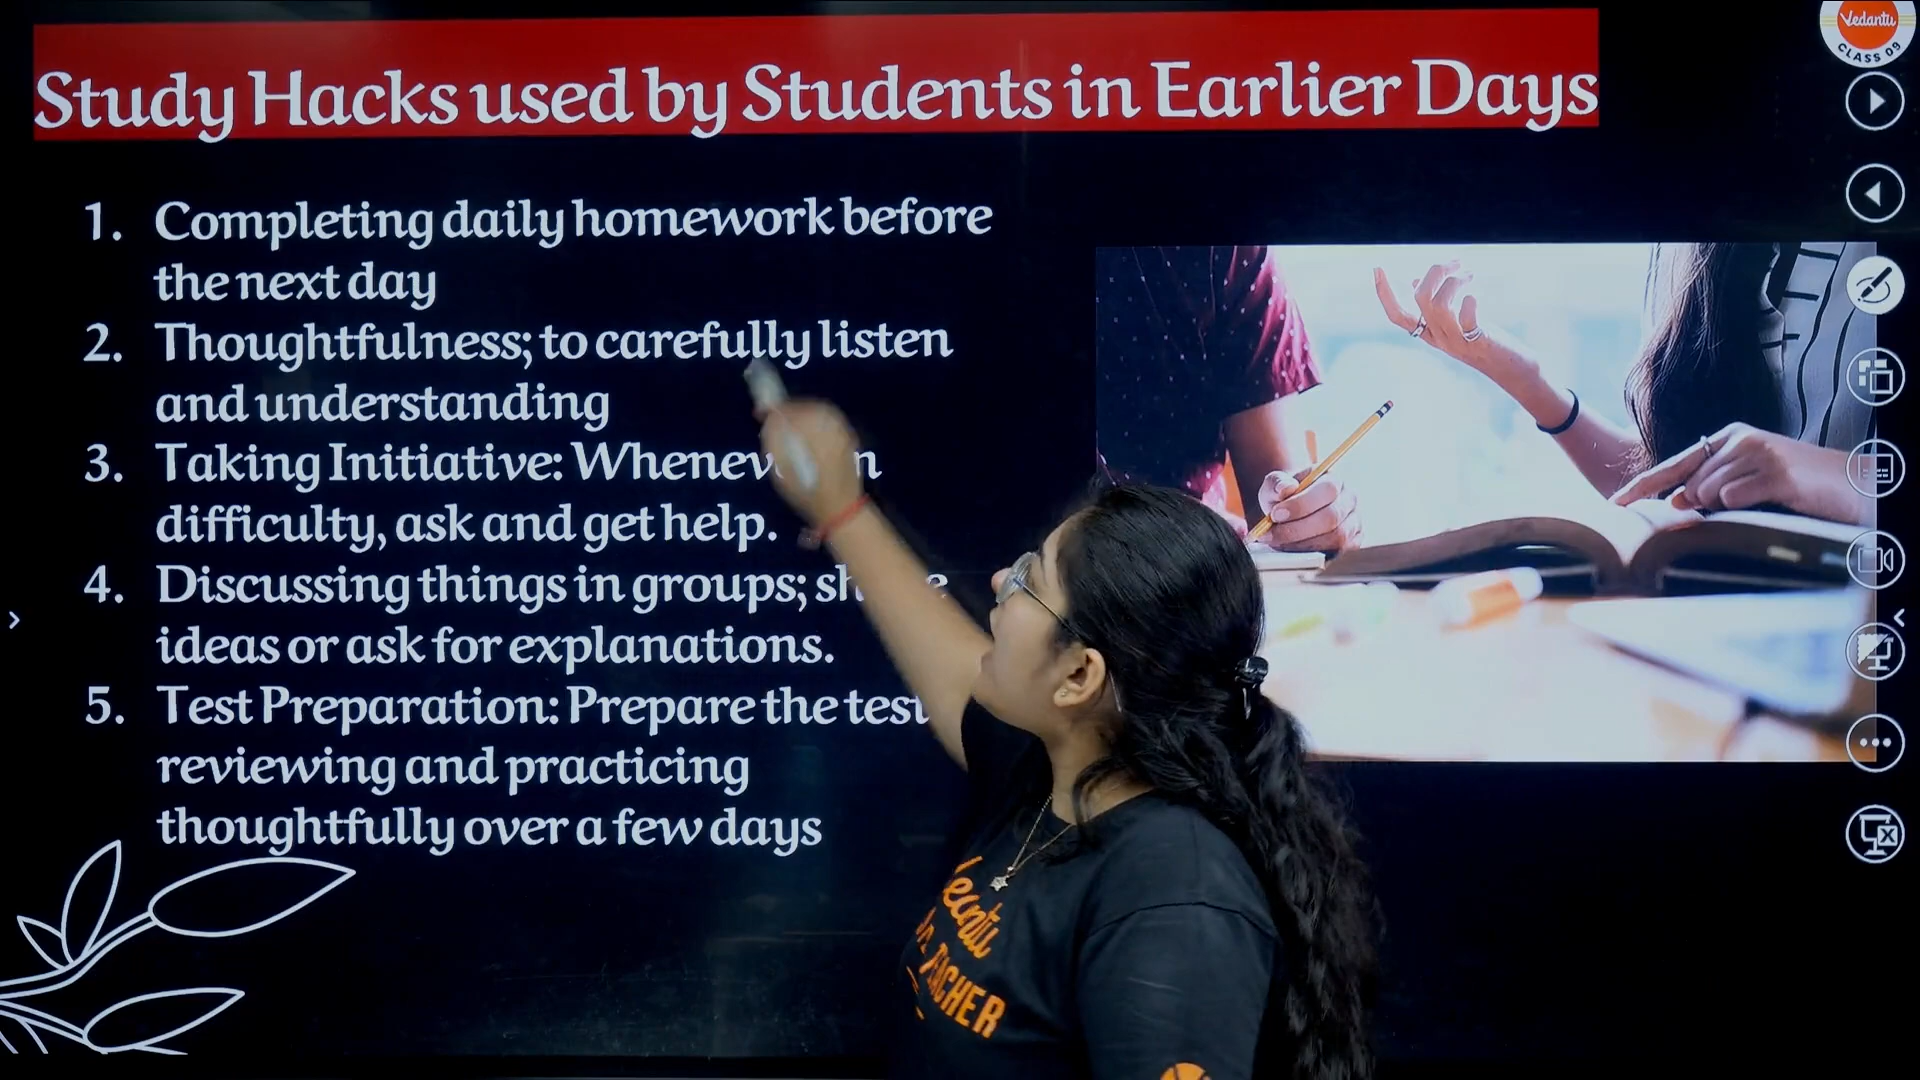 Vedantu
CLASS 09
Study Hacks used by Students in Earlier Days
1. Completing daily homework before
the next day
2. Thoughtfulness; to carefully listen
and understanding
3. Taking Initiative:
difficulty, ask and get help.
4. Discussing things in groups;
ideas or ask for explanations.
5. Test Preparation: Prepare the test
reviewing and practicing
thoughtfully over a few days
TEACHER